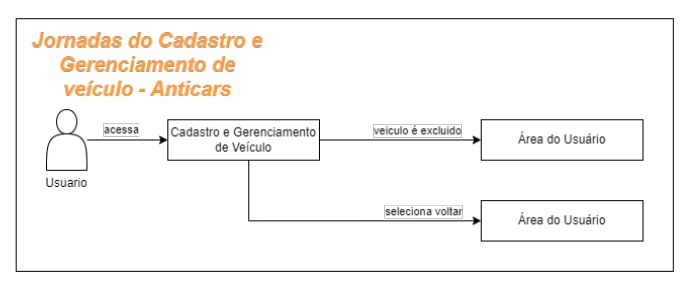 Jornadas do Cadastro e
Gerenciamento de
veículo - Anticars
acessa
Cadastro e Gerenciamento
de Veículo
veiculo é excluido
Área do Usuário
Usuario
seleciona voltar
Área do Usuário